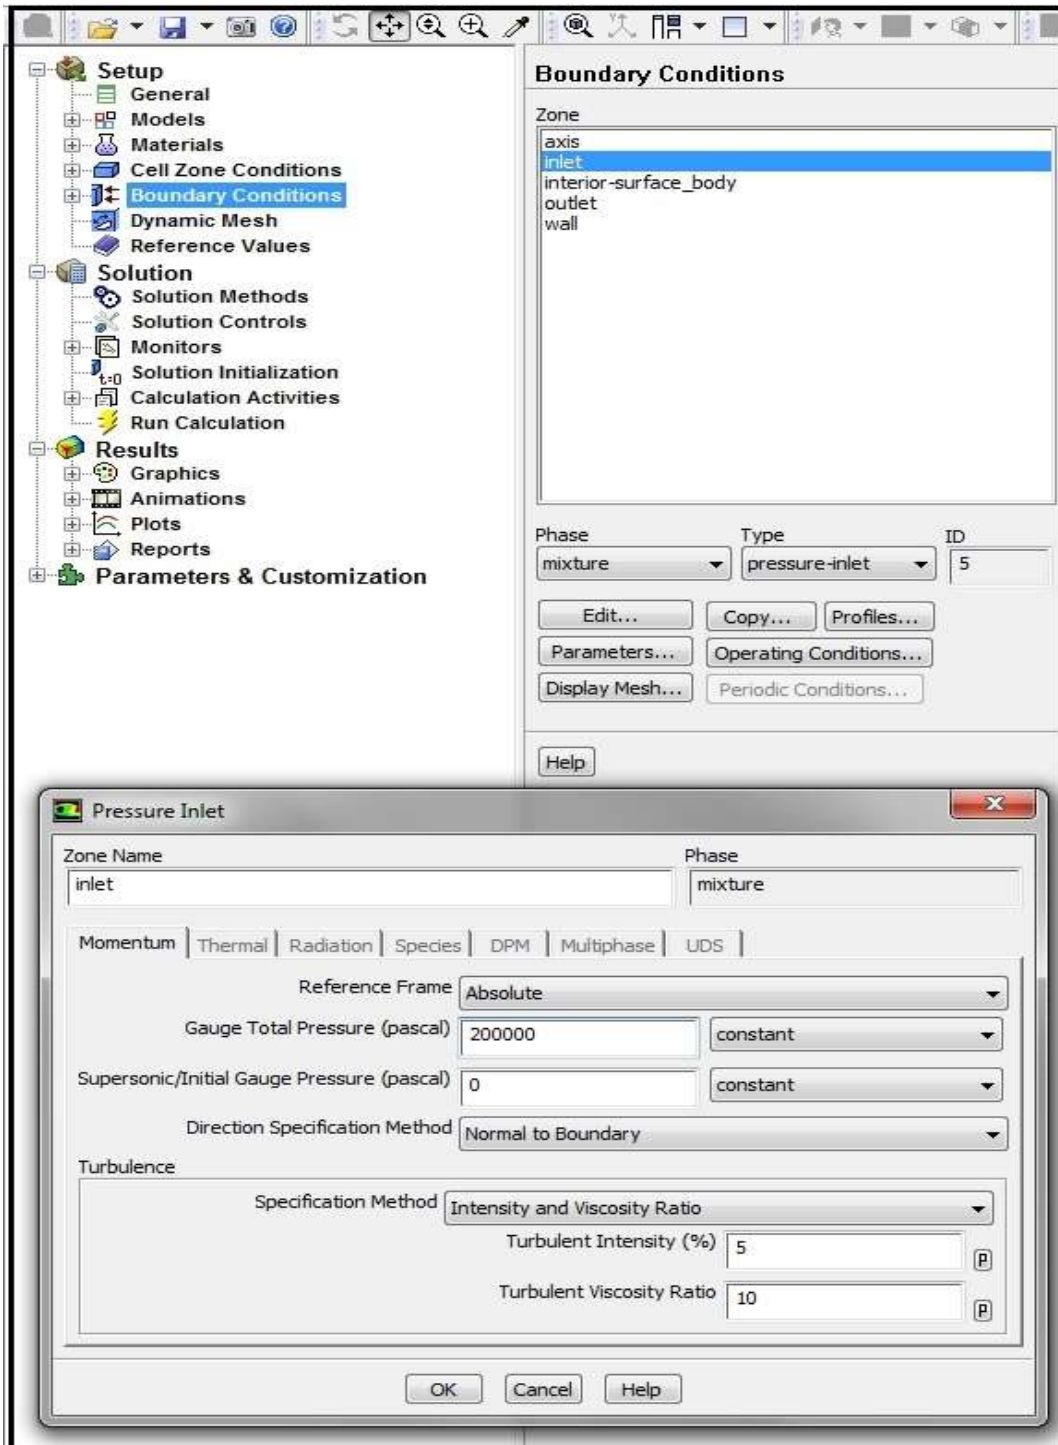 Setup
General
Models
Materials
Cell Zone Conditions
Boundary Conditions
Dynamic Mesh
Reference Values
Solution
Solution Methods
Solution Controls
Monitors
t=0 Solution Initialization
Calculation Activities
Run Calculation
Results
Graphics
Animations
Plots
Reports
Parameters & Customization
Boundary Conditions
Zone
axis
inlet
interior-surface_body
outlet
wall
Phase Type ID
mixture pressure-inlet 5
Edit... Copy... Profiles...
Parameters... Operating Conditions...
Display Mesh... Periodic Conditions...
Help
Pressure Inlet
Zone Name Phase
inlet mixture
Momentum Thermal Radiation Species DPM Multiphase UDS
Reference Frame Absolute
Gauge Total Pressure (pascal) 200000 constant
Supersonic/Initial Gauge Pressure (pascal) 0 constant
Direction Specification Method Normal to Boundary
Turbulence
Specification Method Intensity and Viscosity Ratio
Turbulent Intensity (%) 5 P
Turbulent Viscosity Ratio 10 P
OK Cancel Help